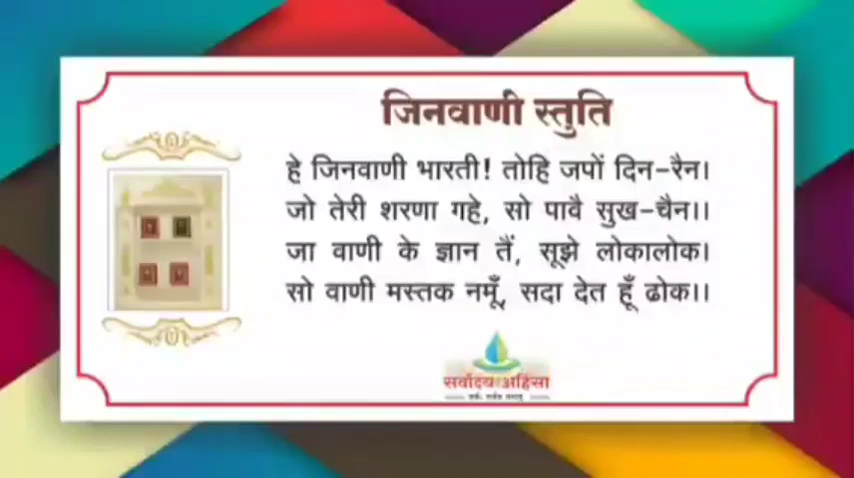 जिनवाणी स्तुति
हे जिनवाणी भारती! तोहि जपों दिन-रैन।
जो तेरी शरणा गहे, सो पावै सुख-चैन।।
जा वाणी के ज्ञान तैं, सूझे लोकालोक।
सो वाणी मस्तक नमूँ, सदा देत हूँ ढोक।।
सर्वोदय अहिंसा